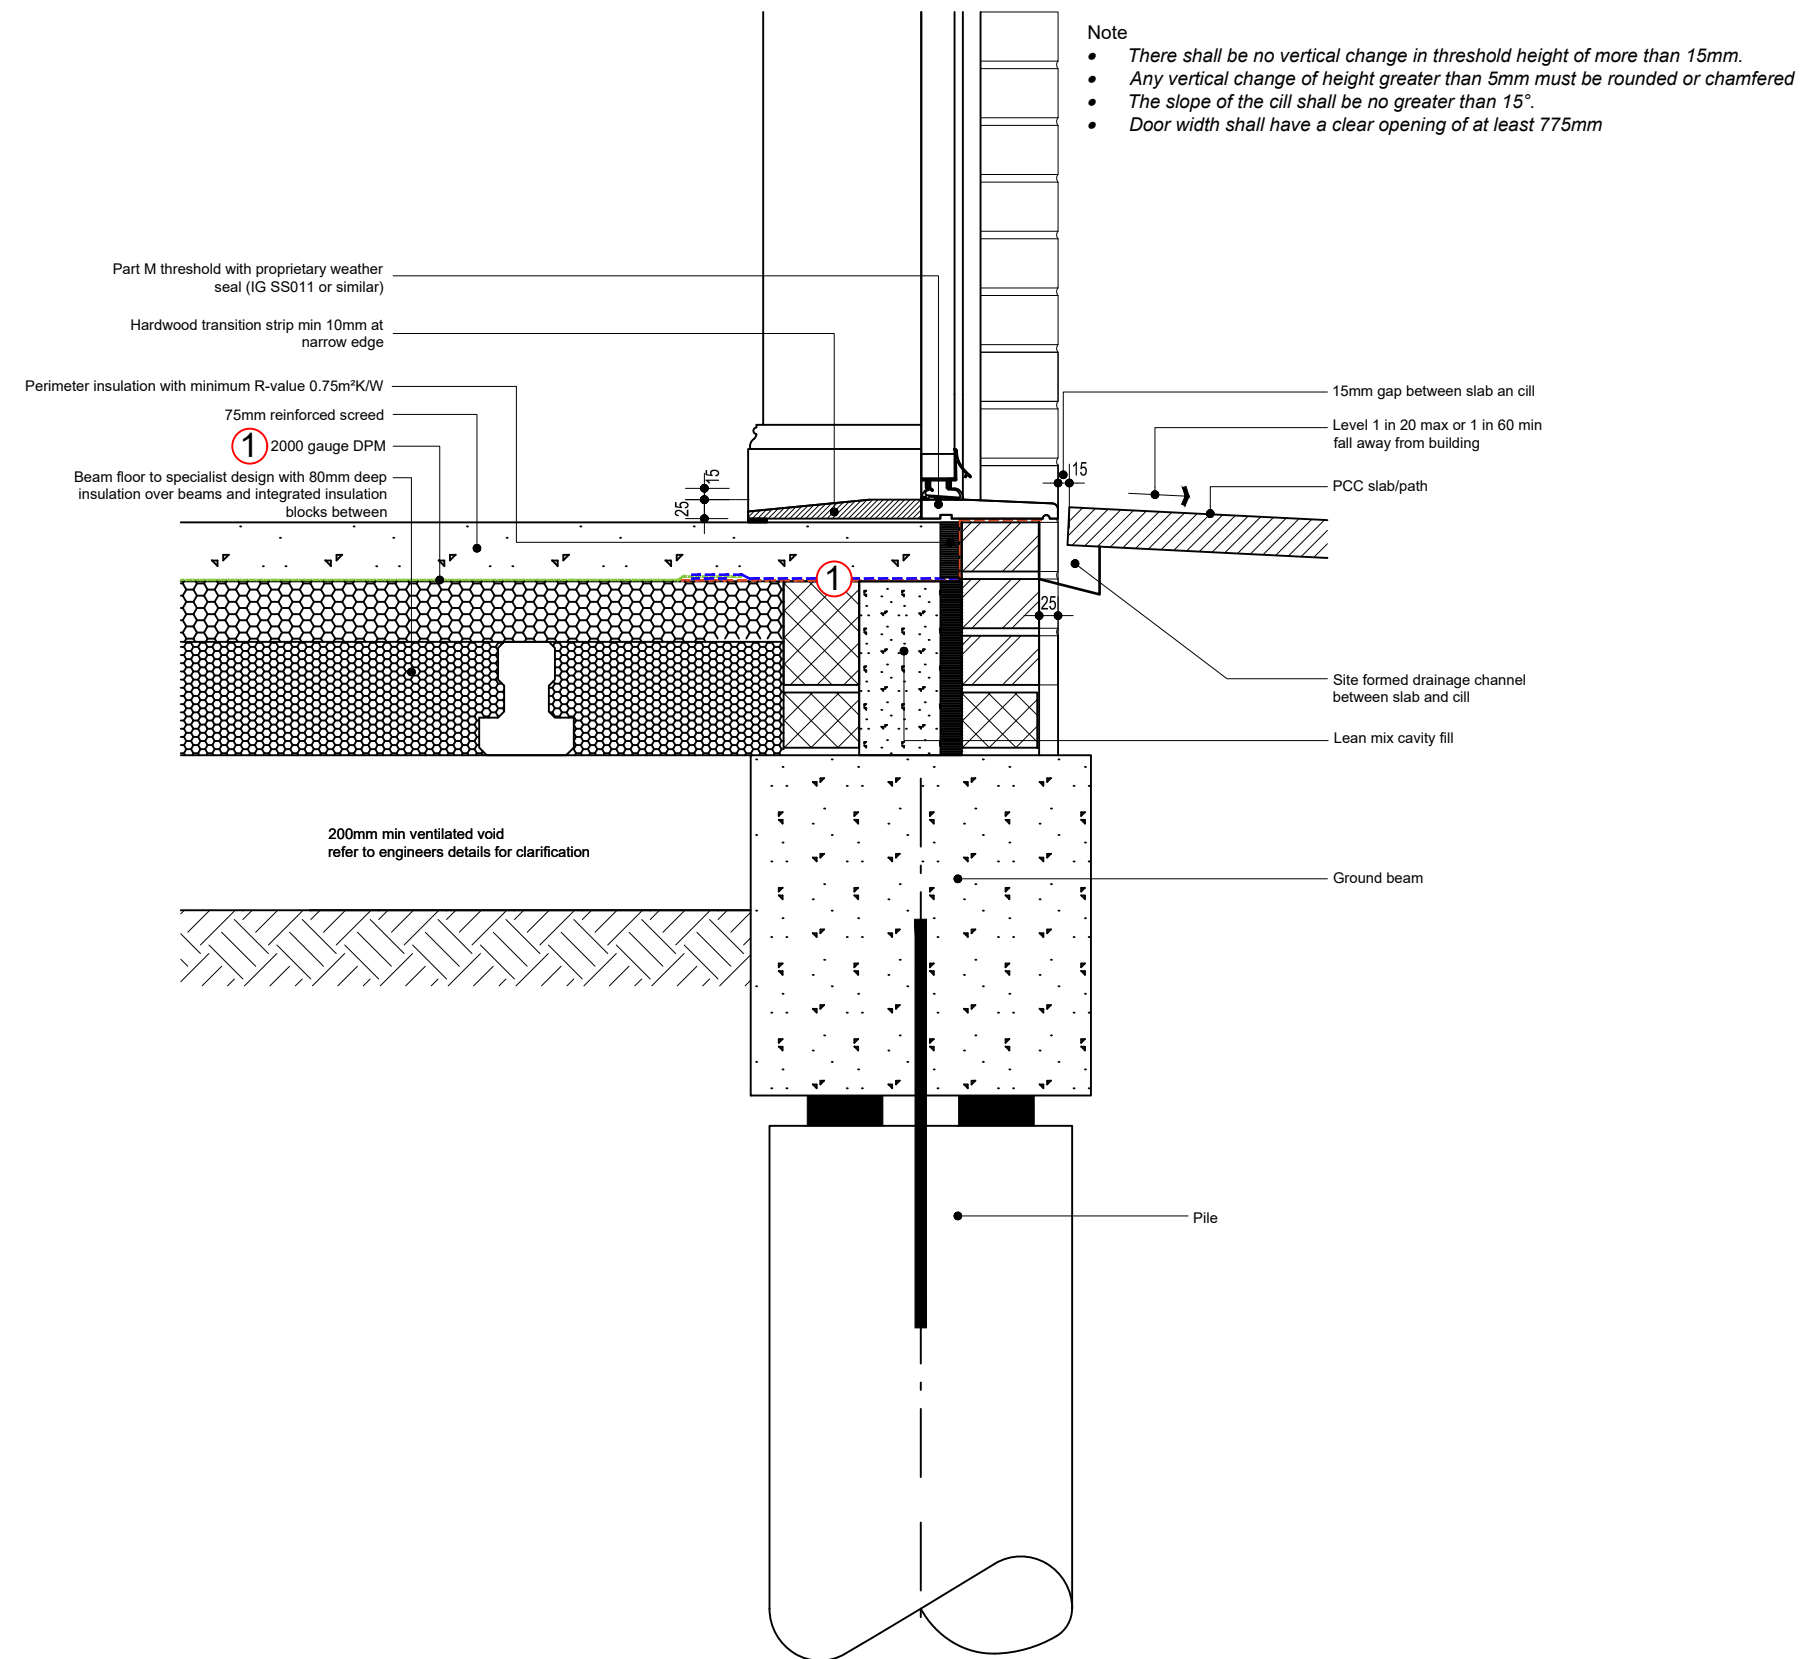 Note
• There shall be no vertical change in threshold height of more than 15mm.
• Any vertical change of height greater than 5mm must be rounded or chamfered
• The slope of the cill shall be no greater than 15°.
• Door width shall have a clear opening of at least 775mm
Part M threshold with proprietary weather
seal (IG SS011 or similar)
Hardwood transition strip min 10mm at
narrow edge
Perimeter insulation with minimum R-value 0.75m²K/W
75mm reinforced screed
1 2000 gauge DPM
Beam floor to specialist design with 80mm deep
insulation over beams and integrated insulation
blocks between
15
25
1
15mm gap between slab an cill
Level 1 in 20 max or 1 in 60 min
fall away from building
15
PCC slab/path
25
Site formed drainage channel
between slab and cill
Lean mix cavity fill
200mm min ventilated void
refer to engineers details for clarification
Ground beam
Pile